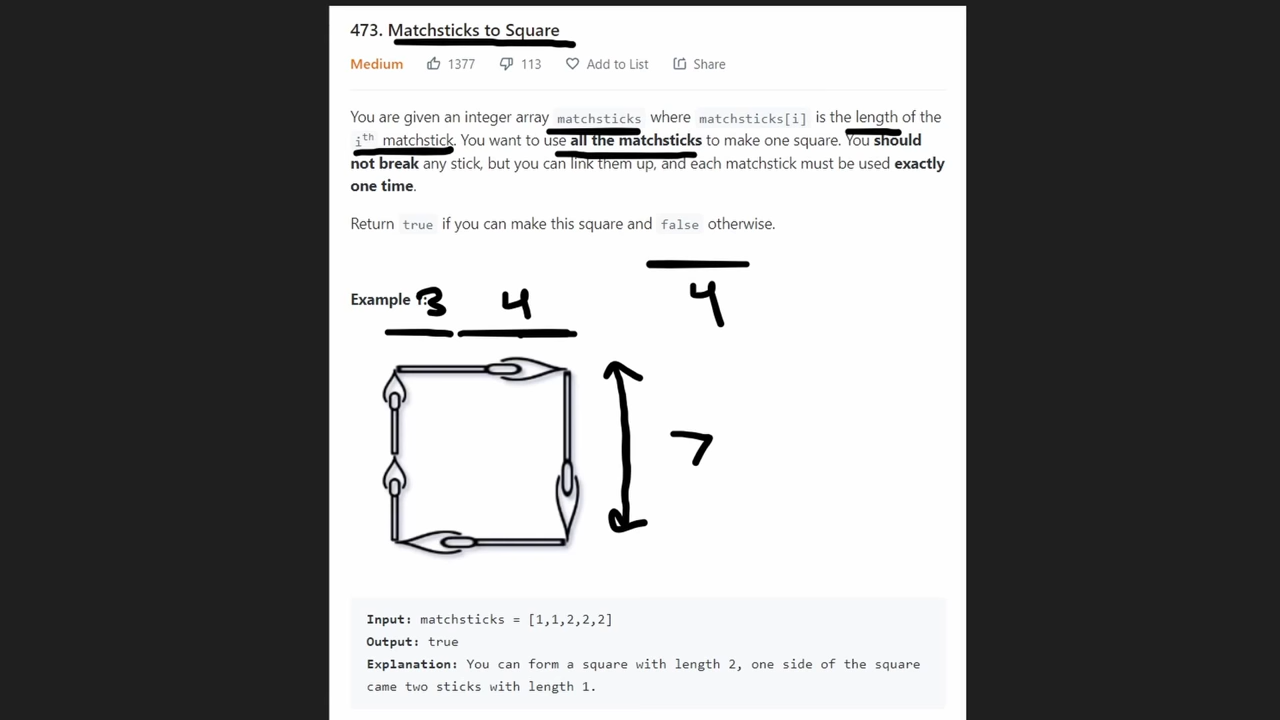 473. Matchsticks to Square
Medium 1377 113 Add to List Share
You are given an integer array matchsticks where matchsticks[i] is the length of the
ith matchstick. You want to use all the matchsticks to make one square. You should
not break any stick, but you can link them up, and each matchstick must be used exactly
one time.
Return true if you can make this square and false otherwise.
4
Example 1: 3 4
7
Input: matchsticks = [1,1,2,2,2]
Output: true
Explanation: You can form a square with length 2, one side of the square
came two sticks with length 1.